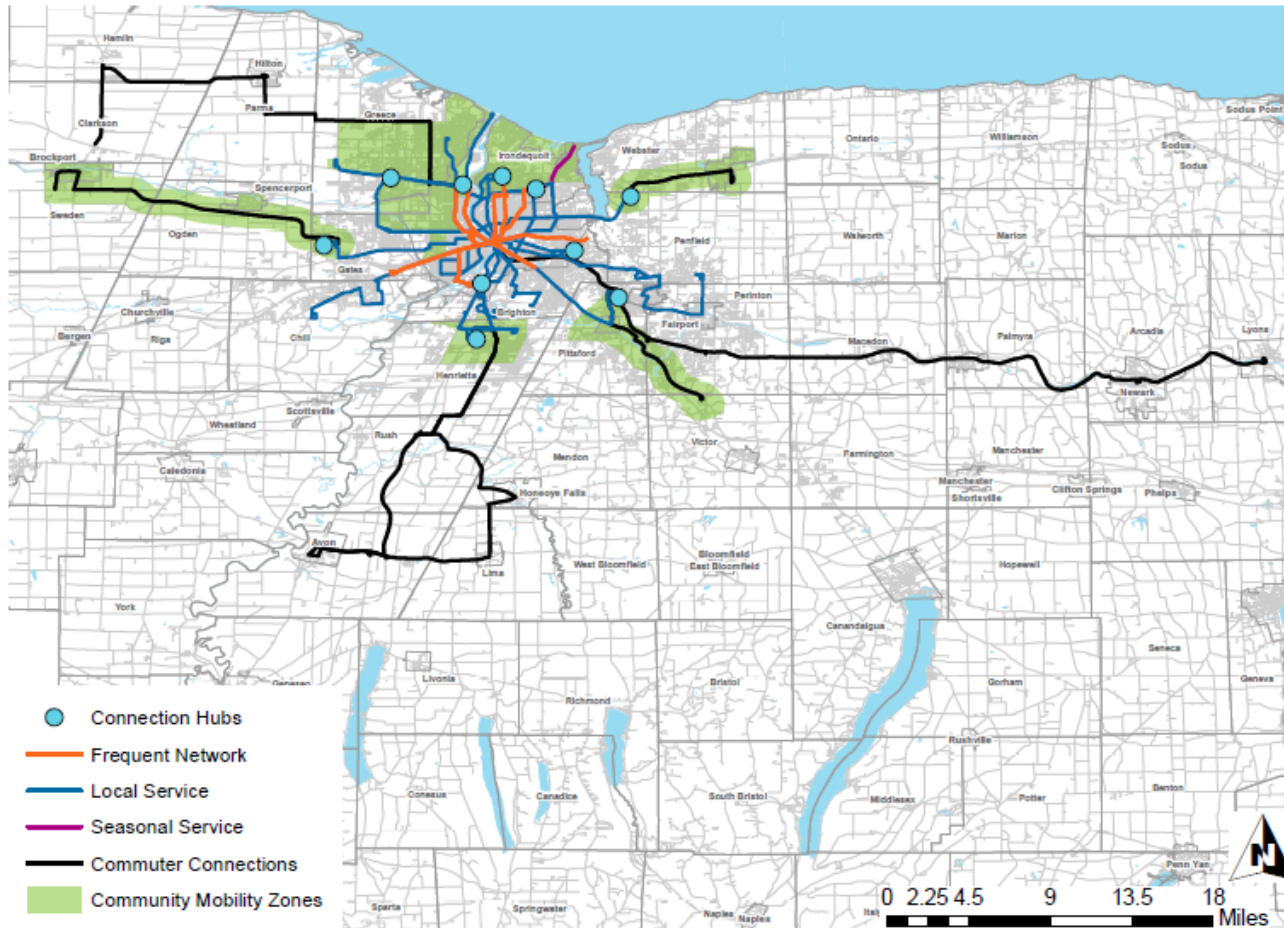 Hamlin
Hilton
Parma
Clarkson
Greece
Brockport
Spencerport
Irondequoit
Webster
Ontario
Williamson
Sodus Point
Sodus
Sodus
Sweden
Ogden
Gates
Penfield
Walworth
Marion
Churchville
Bergen
Riga
Chili
Brighton
Perinton
Fairport
Pittsford
Macedon
Palmyra
Arcadia
Lyons
Newark
Henrietta
Scottsville
Wheatland
Rush
Mendon
Victor
Farmington
Manchester
Caledonia
Honeoye Falls
Manchester
Shortsville
Clifton Springs
Phelps
Avon
Lima
West Bloomfield
Bloomfield
East Bloomfield
Hopewell
York
Canandaigua
Seneca
Geneva
Livonia
Richmond
Bristol
Gorham
Rushville
Conesus
Canadice
South Bristol
Middlesex
Potter
Benton
Penn Yan
Sparta
Springwater
Naples
Naples
Connection Hubs
Frequent Network
Local Service
Seasonal Service
Commuter Connections
Community Mobility Zones
N
0 2.25 4.5 9 13.5 18
Miles